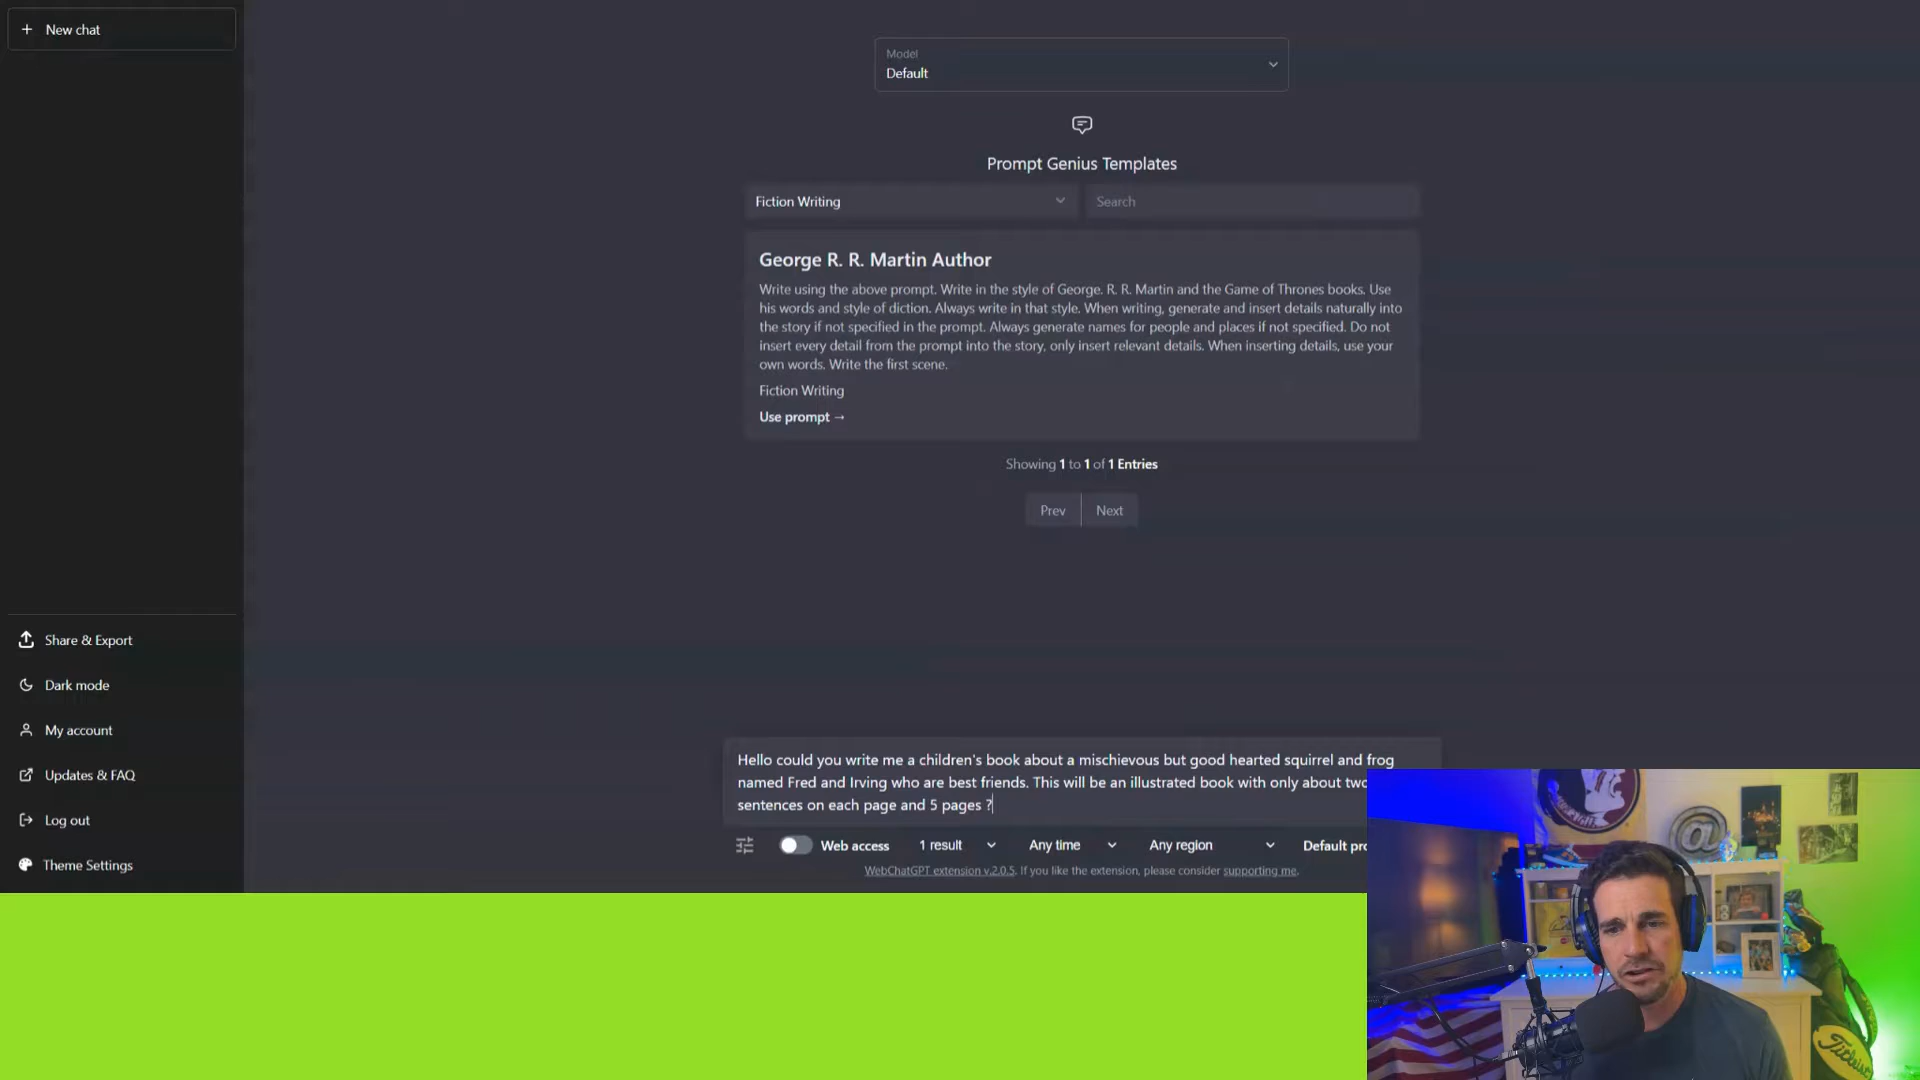 New chat
Model
Default
Prompt Genius Templates
Fiction Writing
Search
George R. R. Martin Author
Write using the above prompt. Write in the style of George. R. R. Martin and the Game of Thrones books. Use
his words and style of diction. Always write in that style. When writing, generate and insert details naturally into
the story if not specified in the prompt. Always generate names for people and places if not specified. Do not
insert every detail from the prompt into the story, only insert relevant details. When inserting details, use your
own words. Write the first scene.
Fiction Writing
Use prompt →
Showing 1 to 1 of 1 Entries
Prev
Next
Share & Export
Dark mode
My account
Updates & FAQ
Log out
Theme Settings
Hello could you write me a children's book about a mischievous but good hearted squirrel and frog
named Fred and Irving who are best friends. This will be an illustrated book with only about two
sentences on each page and 5 pages ?
Web access
1 result
Any time
Any region
Default
WebChatGPT extension v.2.0.5. If you like the extension, please consider supporting me.
@
Titleist